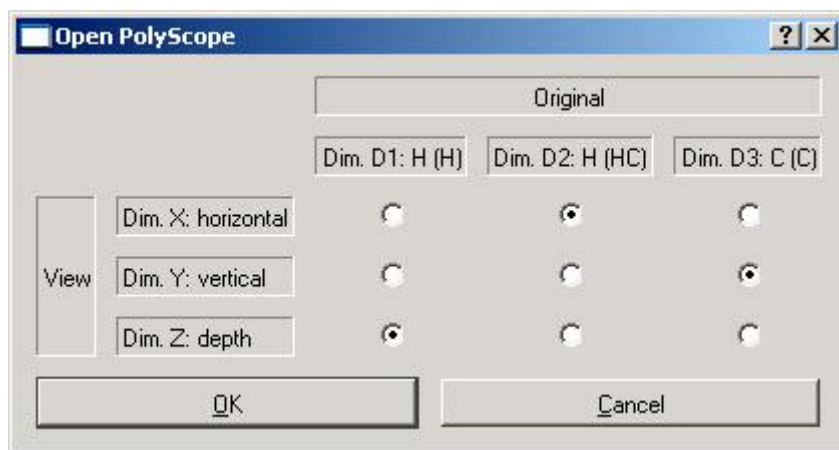 Open PolyScope
Original
Dim. D1: H (H) Dim. D2: H (HC) Dim. D3: C (C)
Dim. X: horizontal
View Dim. Y: vertical
Dim. Z: depth
OK Cancel